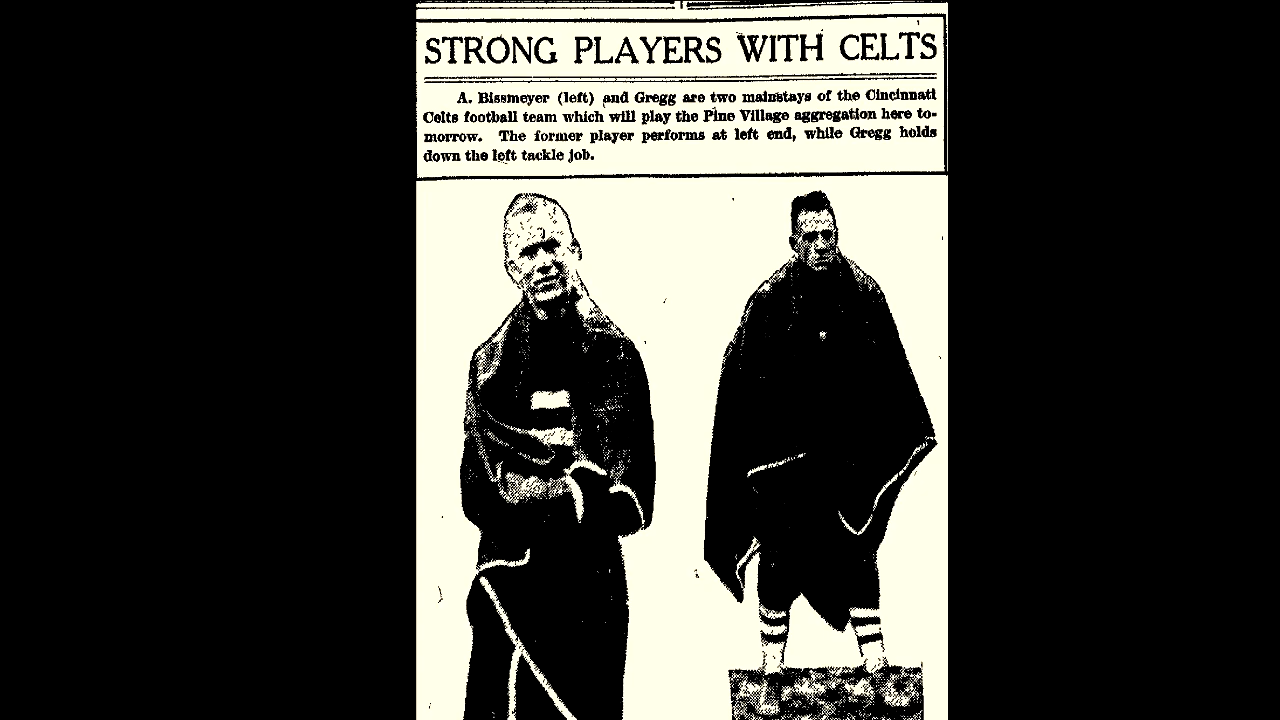 STRONG PLAYERS WITH CELTS
A. Bissmeyer (left) and Gregg are two mainstays of the Cincinnati
Celts football team which will play the Pine Village aggregation here to-
morrow. The former player performs at left end, while Gregg holds
down the left tackle job.